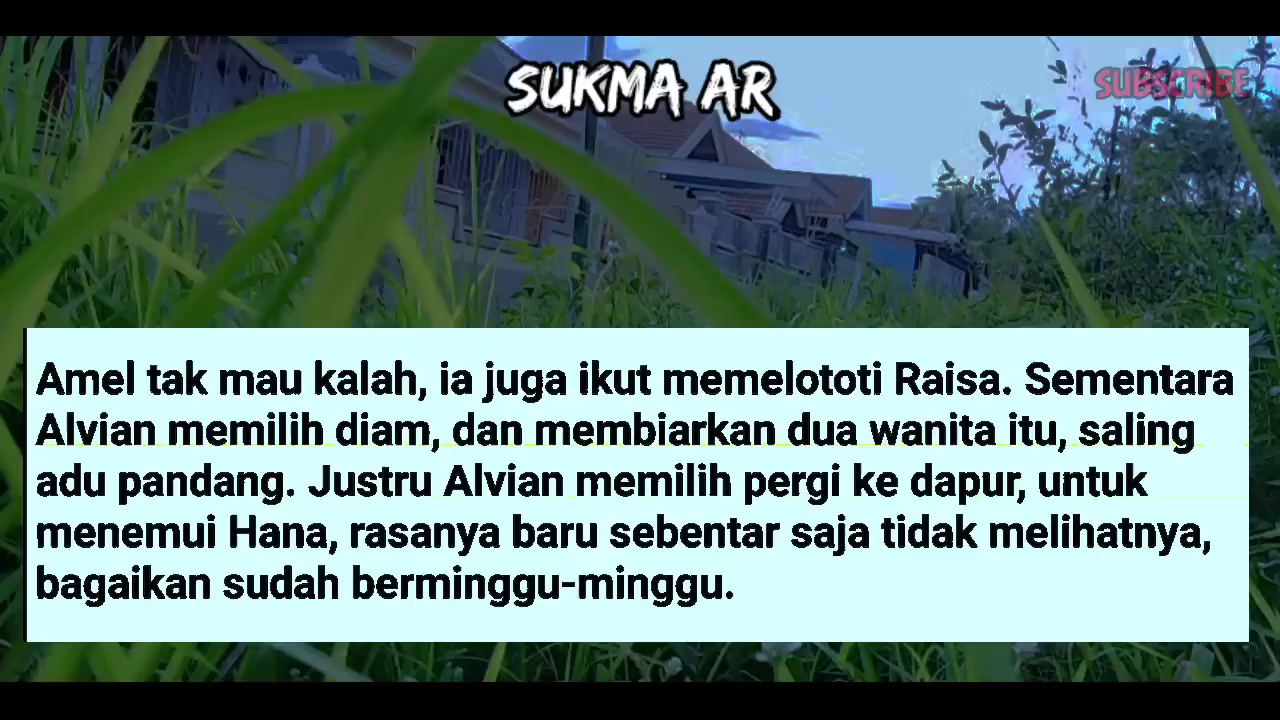 SUKMA AR
SUBSCRIBE
Amel tak mau kalah, ia juga ikut memelototi Raisa. Sementara
Alvian memilih diam, dan membiarkan dua wanita itu, saling
adu pandang. Justru Alvian memilih pergi ke dapur, untuk
menemui Hana, rasanya baru sebentar saja tidak melihatnya,
bagaikan sudah berminggu-minggu.